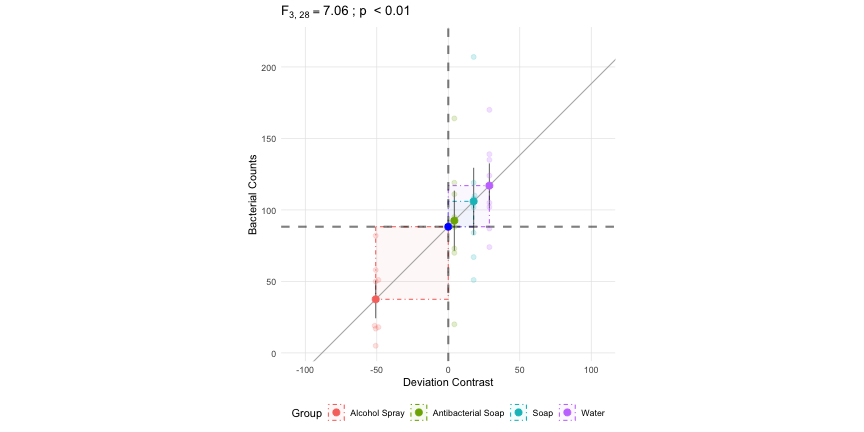 F3, 28 = 7.06 ; p < 0.01
200
150
100
50
0
Bacterial Counts
-100 -50 0 50 100
Deviation Contrast
Group Alcohol Spray Antibacterial Soap Soap Water